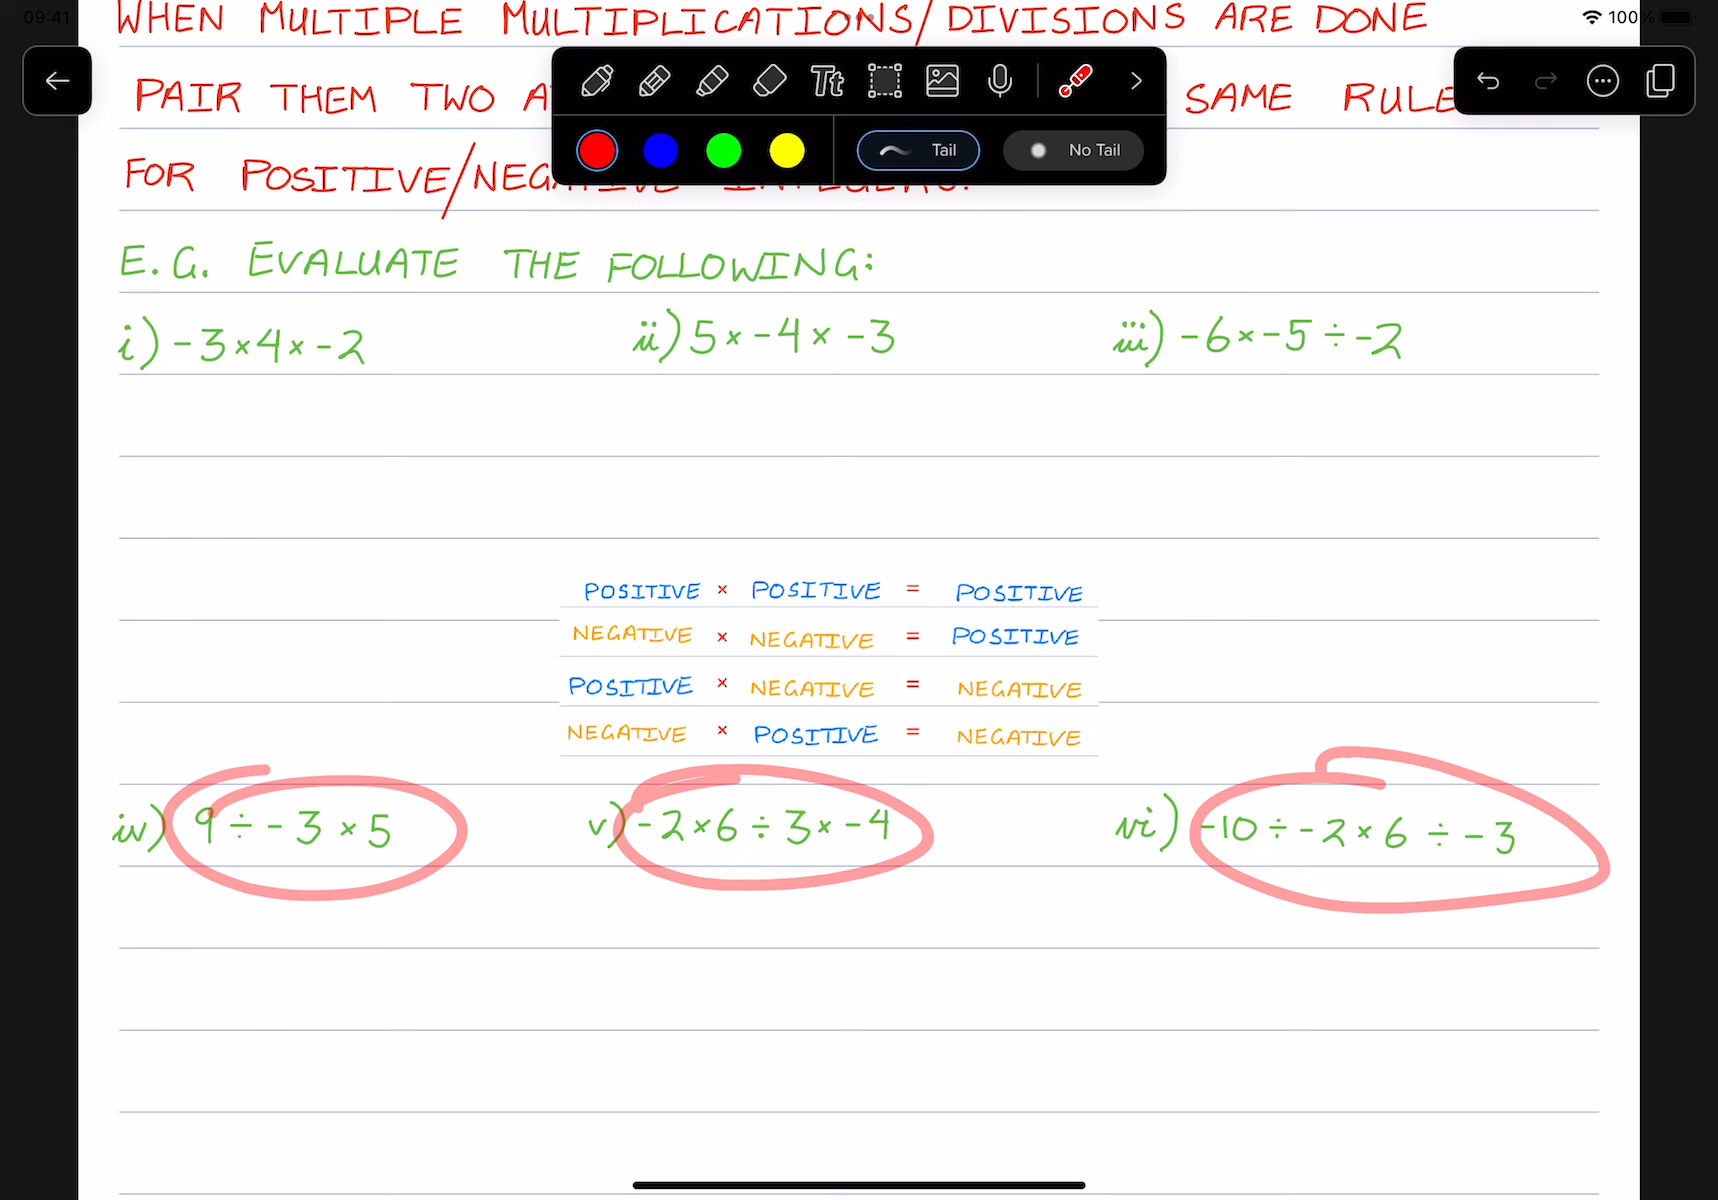 09:41
100%
WHEN MULTIPLE MULTIPLICATIONS/DIVISIONS ARE DONE
PAIR THEM TWO SAME RULE
Tt
Tail
No Tail
FOR POSITIVE/NEGATIVE INTEGERS.
E.G. EVALUATE THE FOLLOWING:
i) -3×4×-2
ii) 5×-4×-3
iii) -6×-5÷-2
POSITIVE × POSITIVE = POSITIVE
NEGATIVE × NEGATIVE = POSITIVE
POSITIVE × NEGATIVE = NEGATIVE
NEGATIVE × POSITIVE = NEGATIVE
iv) 9÷-3×5
v) -2×6÷3×-4
vi) -10÷-2×6÷-3